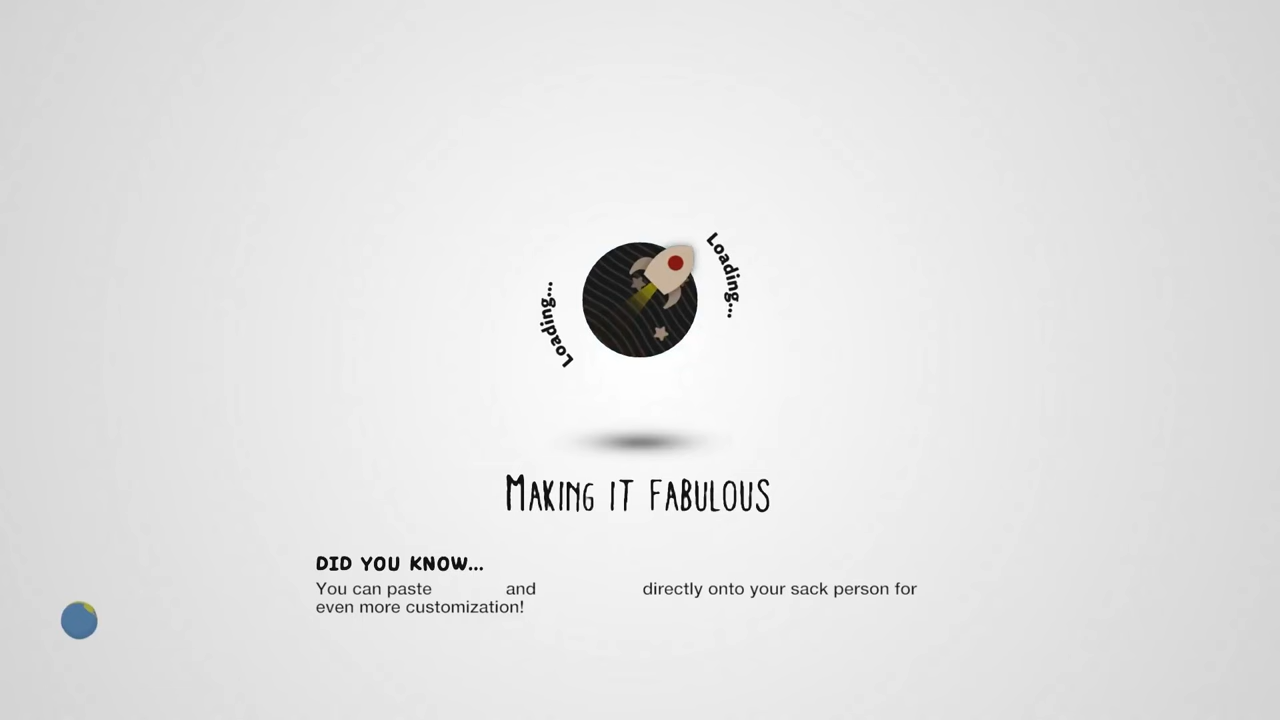 Loading...
Loading...
Making it fabulous
DID YOU KNOW...
You can paste and directly onto your sack person for
even more customization!